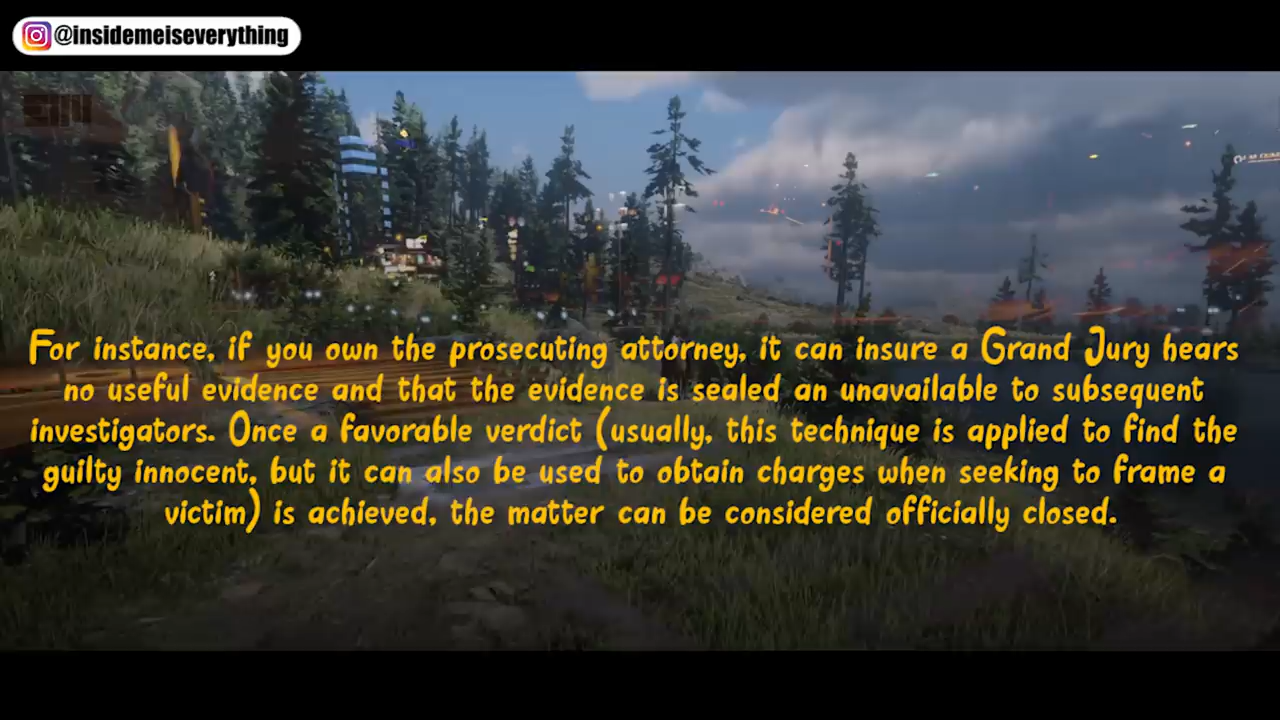 @insidemeiseverything
For instance, if you own the prosecuting attorney, it can insure a Grand Jury hears
no useful evidence and that the evidence is sealed an unavailable to subsequent
investigators. Once a favorable verdict (usually, this technique is applied to find the
guilty innocent, but it can also be used to obtain charges when seeking to frame a
victim) is achieved, the matter can be considered officially closed.